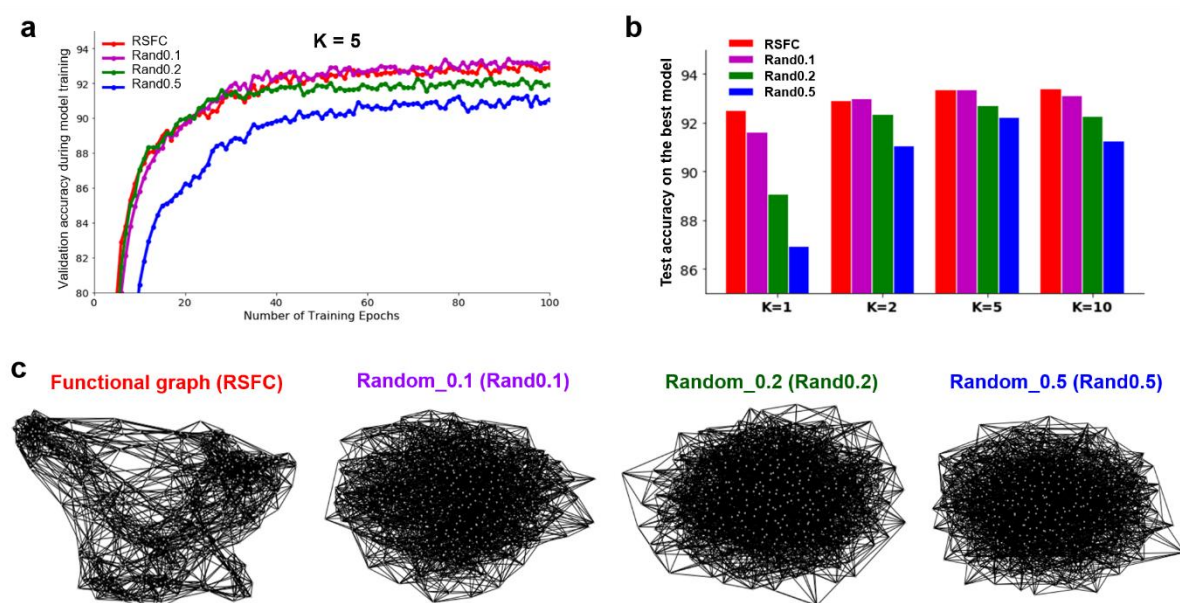 a
K = 5
RSFC
Rand0.1
Rand0.2
Rand0.5
Validation accuracy during model training
94
92
90
88
86
84
82
80
0
20
40
60
80
100
Number of Training Epochs
b
RSFC
Rand0.1
Rand0.2
Rand0.5
Test accuracy on the best model
94
92
90
88
86
K=1
K=2
K=5
K=10
c
Functional graph (RSFC)
Random_0.1 (Rand0.1)
Random_0.2 (Rand0.2)
Random_0.5 (Rand0.5)